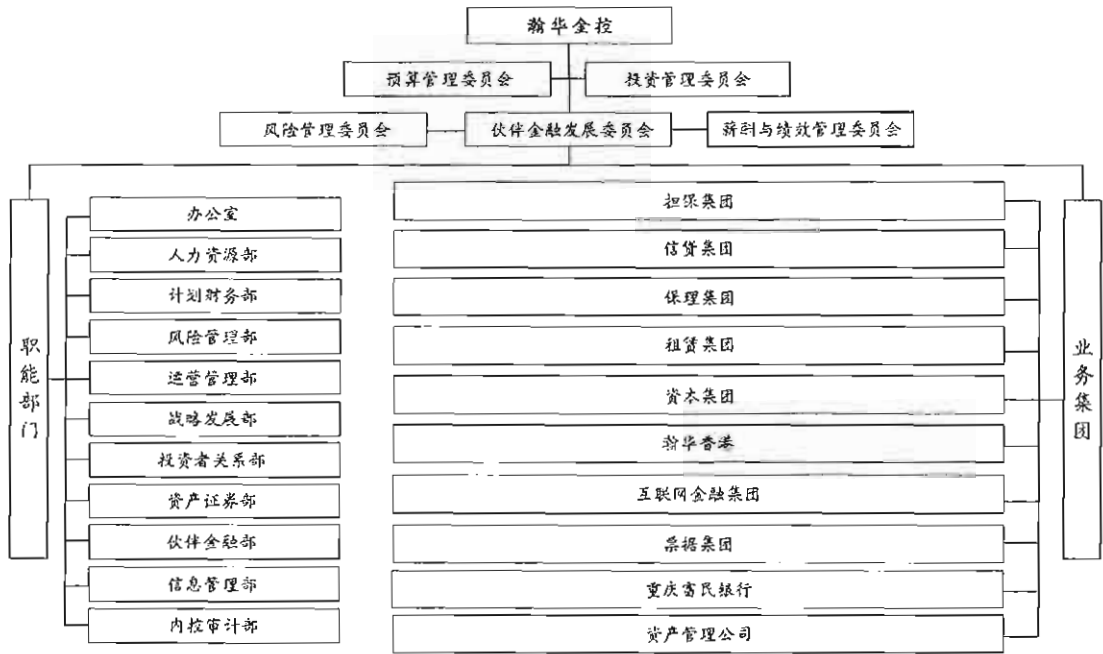 瀚华金控
预算管理委员会
投资管理委员会
风险管理委员会
伙伴金融发展委员会
薪酬与绩效管理委员会
职能部门
办公室
人力资源部
计划财务部
风险管理部
运营管理部
战略发展部
投资者关系部
资产证券部
伙伴金融部
信息管理部
内控审计部
担保集团
信贷集团
保理集团
租赁集团
资本集团
瀚华香港
互联网金融集团
票据集团
重庆富民银行
资产管理公司
业务集团